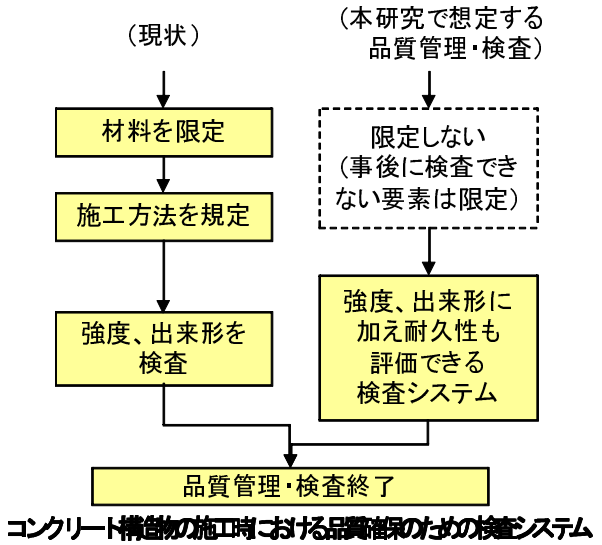 （現状）
材料を限定
施工方法を規定
強度、出来形を
検査
（本研究で想定する
品質管理・検査）
限定しない
（事後に検査でき
ない要素は限定）
強度、出来形に
加え耐久性も
評価できる
検査システム
品質管理・検査終了
コンクリート構造物の施工時における品質確保のための検査システム